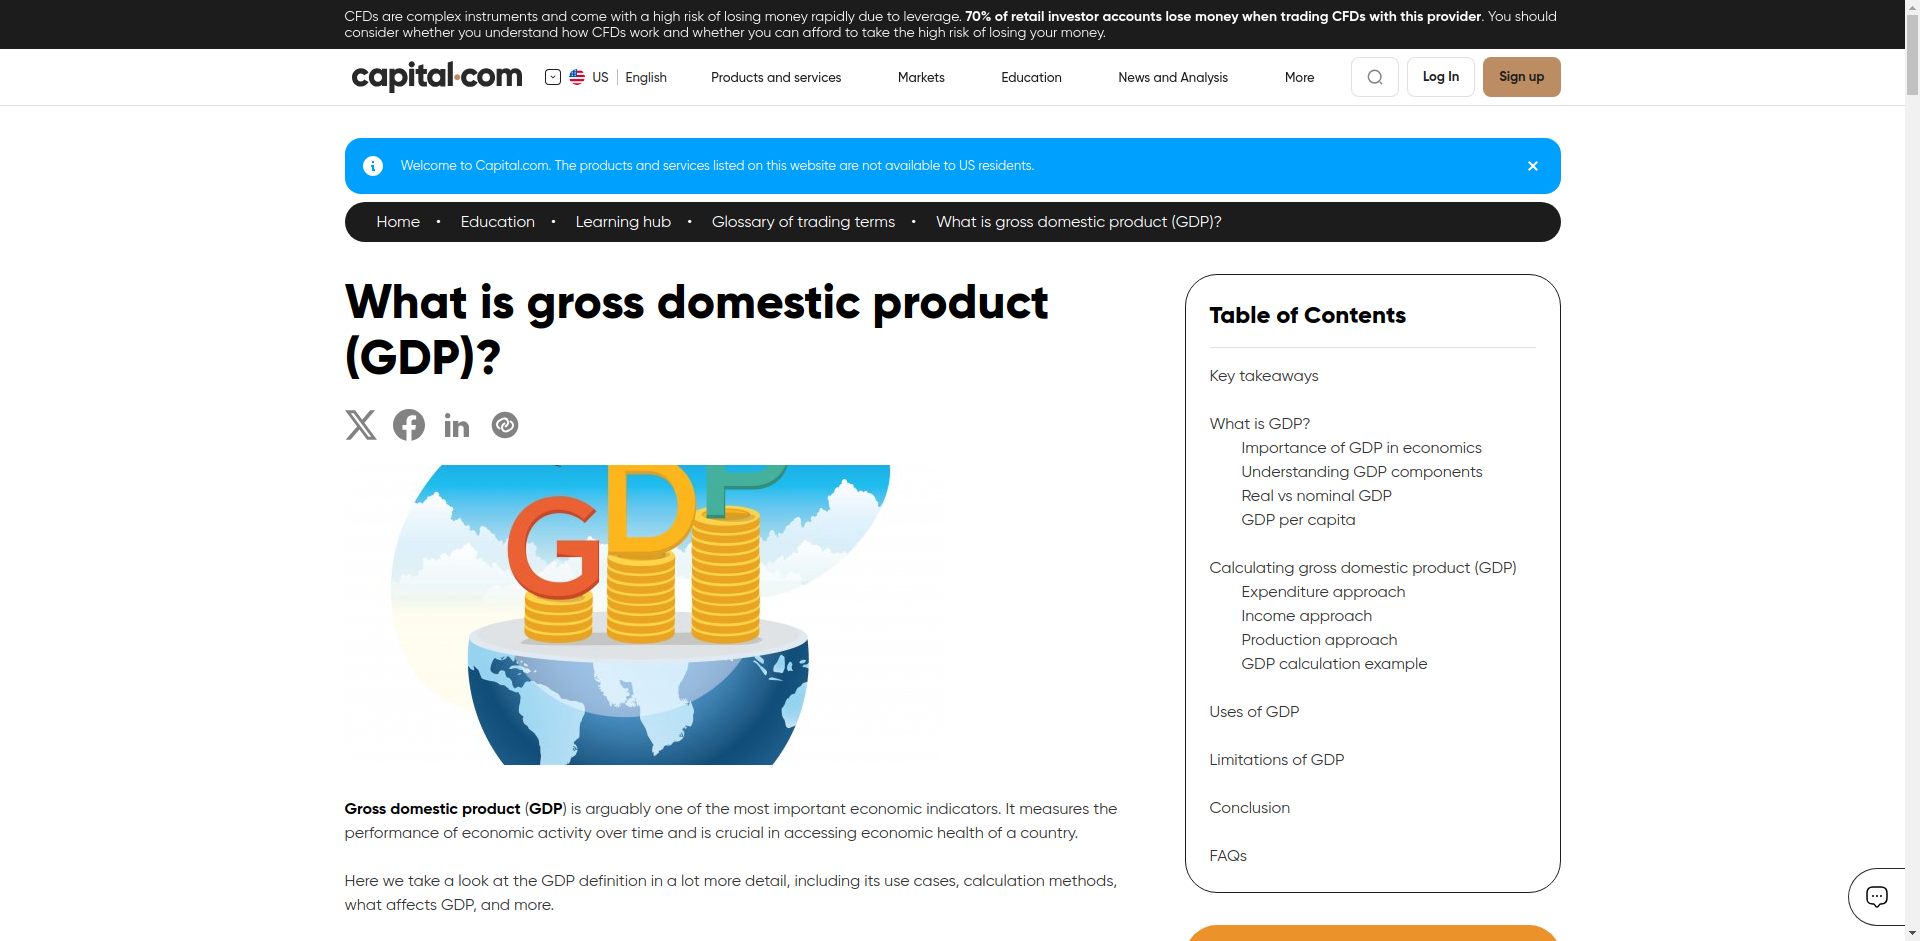 CFDs are complex instruments and come with a high risk of losing money rapidly due to leverage. 70% of retail investor accounts lose money when trading CFDs with this provider. You should
consider whether you understand how CFDs work and whether you can afford to take the high risk of losing your money.
capital.com
US
English
Products and services
Markets
Education
News and Analysis
More
Log In
Sign up
Welcome to Capital.com. The products and services listed on this website are not available to US residents.
Home • Education • Learning hub • Glossary of trading terms • What is gross domestic product (GDP)?
What is gross domestic product
(GDP)?
GDP
Gross domestic product (GDP) is arguably one of the most important economic indicators. It measures the
performance of economic activity over time and is crucial in accessing economic health of a country.
Here we take a look at the GDP definition in a lot more detail, including its use cases, calculation methods,
what affects GDP, and more.
Table of Contents
Key takeaways
What is GDP?
Importance of GDP in economics
Understanding GDP components
Real vs nominal GDP
GDP per capita
Calculating gross domestic product (GDP)
Expenditure approach
Income approach
Production approach
GDP calculation example
Uses of GDP
Limitations of GDP
Conclusion
FAQs